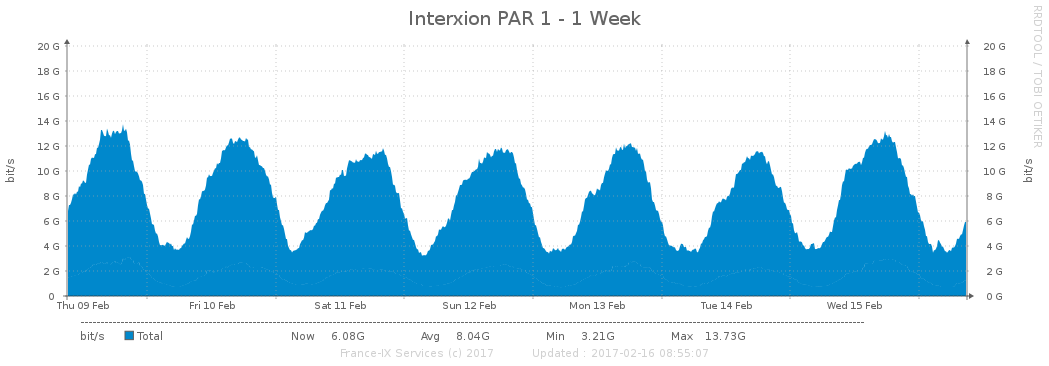 Interxion PAR 1 - 1 Week
RRDTOOL / TOBI OETIKER
bit/s
bit/s
20 G 20 G
18 G 18 G
16 G 16 G
14 G 14 G
12 G 12 G
10 G 10 G
8 G 8 G
6 G 6 G
4 G 4 G
2 G 2 G
0 0 G
Thu 09 Feb Fri 10 Feb Sat 11 Feb Sun 12 Feb Mon 13 Feb Tue 14 Feb Wed 15 Feb
bit/s Total Now 6.08G Avg 8.04G Min 3.21G Max 13.73G
France-IX Services (c) 2017 Updated : 2017-02-16 08:55:07